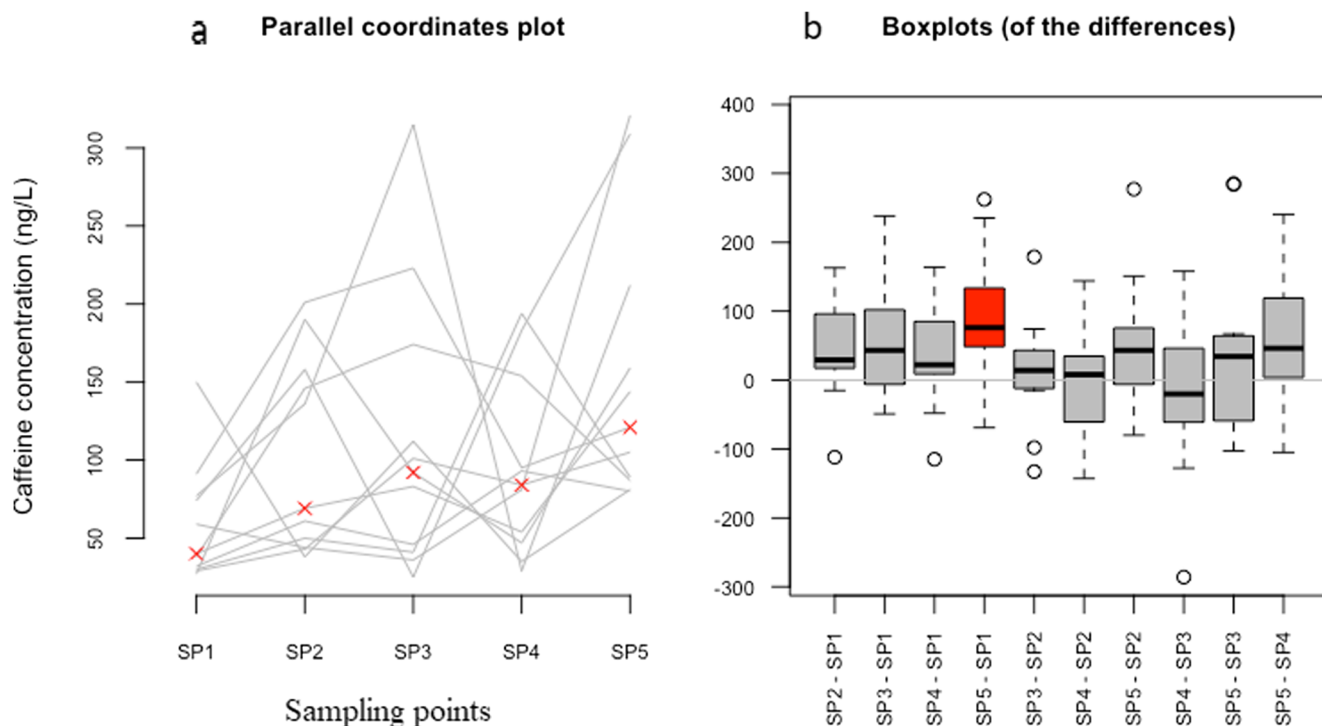 a Parallel coordinates plot
Caffeine concentration (ng/L)
300
250
200
150
100
50
SP1 SP2 SP3 SP4 SP5
Sampling points
b Boxplots (of the differences)
400
300
200
100
0
-100
-200
-300
SP2 - SP1
SP3 - SP1
SP4 - SP1
SP5 - SP1
SP3 - SP2
SP4 - SP2
SP5 - SP2
SP4 - SP3
SP5 - SP3
SP5 - SP4